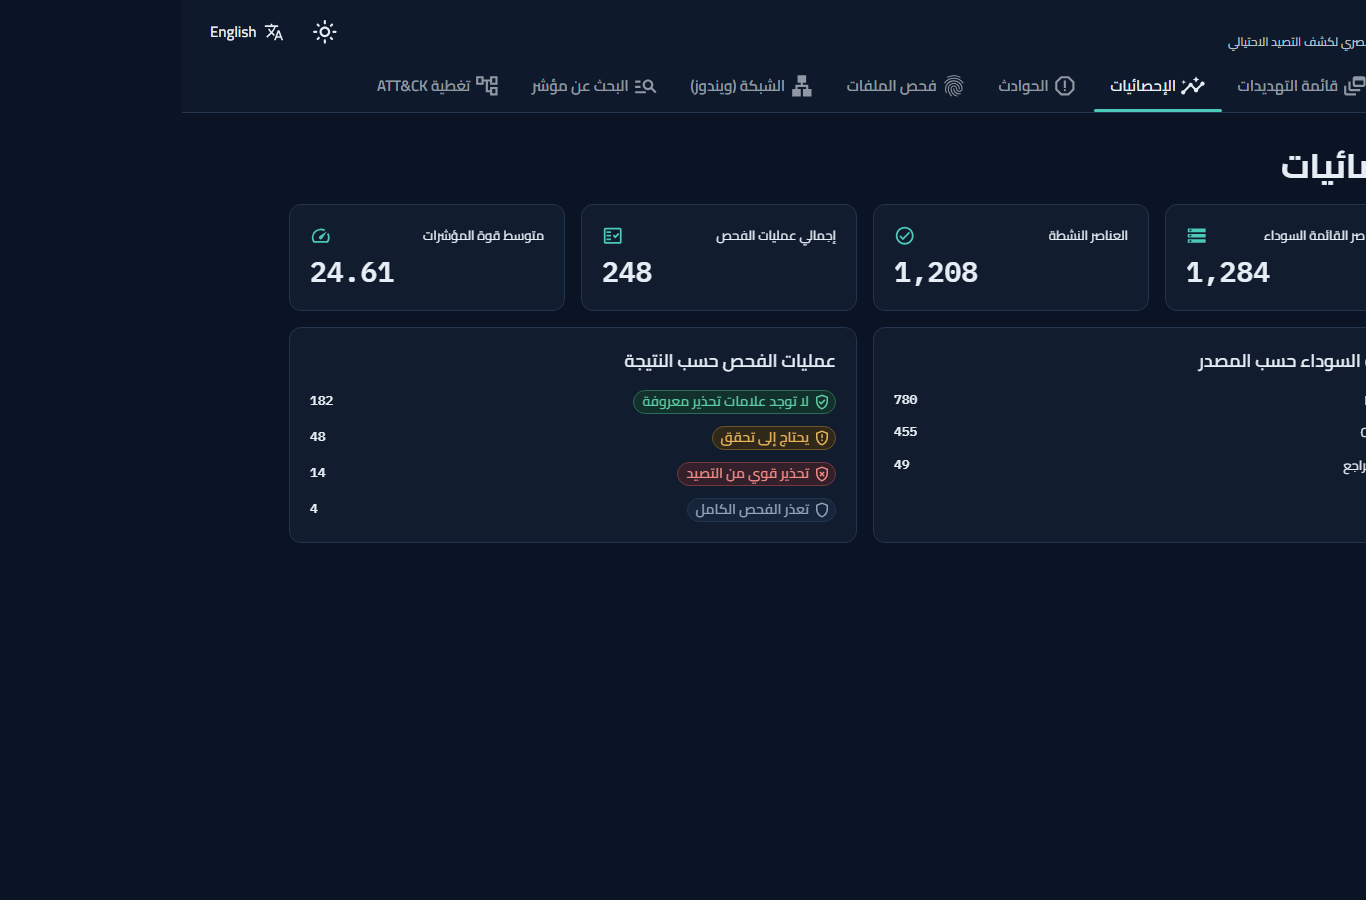 لكشف التصيد الاحتيالي
English
قائمة التهديدات
الإحصائيات
الحوادث
فحص الملفات
الشبكة (ويندوز)
البحث عن مؤشر
تغطية ATT&CK
القائمة السوداء
1,284
العناصر النشطة
1,208
إجمالي عمليات الفحص
248
متوسط قوة المؤشرات
24.61
السوداء حسب المصدر
780
455
49
عمليات الفحص حسب النتيجة
لا توجد علامات تحذير معروفة 182
يحتاج إلى تحقق 48
تحذير قوي من التصيد 14
تعذر الفحص الكامل 4